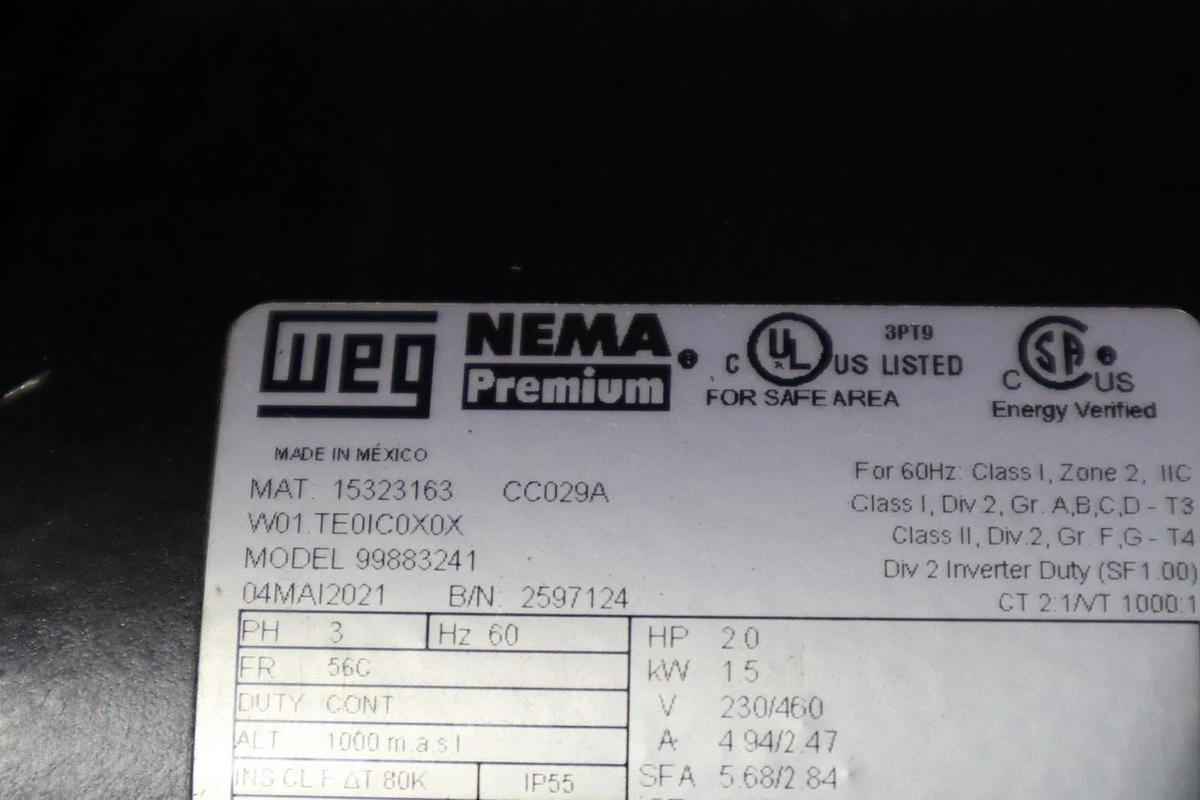 WEG
NEMA
Premium ®
C UL US LISTED 3PT9
FOR SAFE AREA
C SA US ®
Energy Verified
MADE IN MÉXICO
MAT: 15323163 CC029A
W01.TE0IC0X0X
MODEL 99883241
04MAI2021 B/N: 2597124
For 60Hz: Class I, Zone 2, IIC
Class I, Div.2, Gr. A,B,C,D - T3
Class II, Div.2, Gr. F,G - T4
Div 2 Inverter Duty (SF1.00)
CT 2:1/VT 1000:1
PH 3 Hz 60
FR 56C
DUTY CONT
ALT 1000 m.a.s.l
INS CL F ΔT 80K IP55
HP 2.0
kW 1.5
V 230/460
A 4.94/2.47
SFA 5.68/2.84